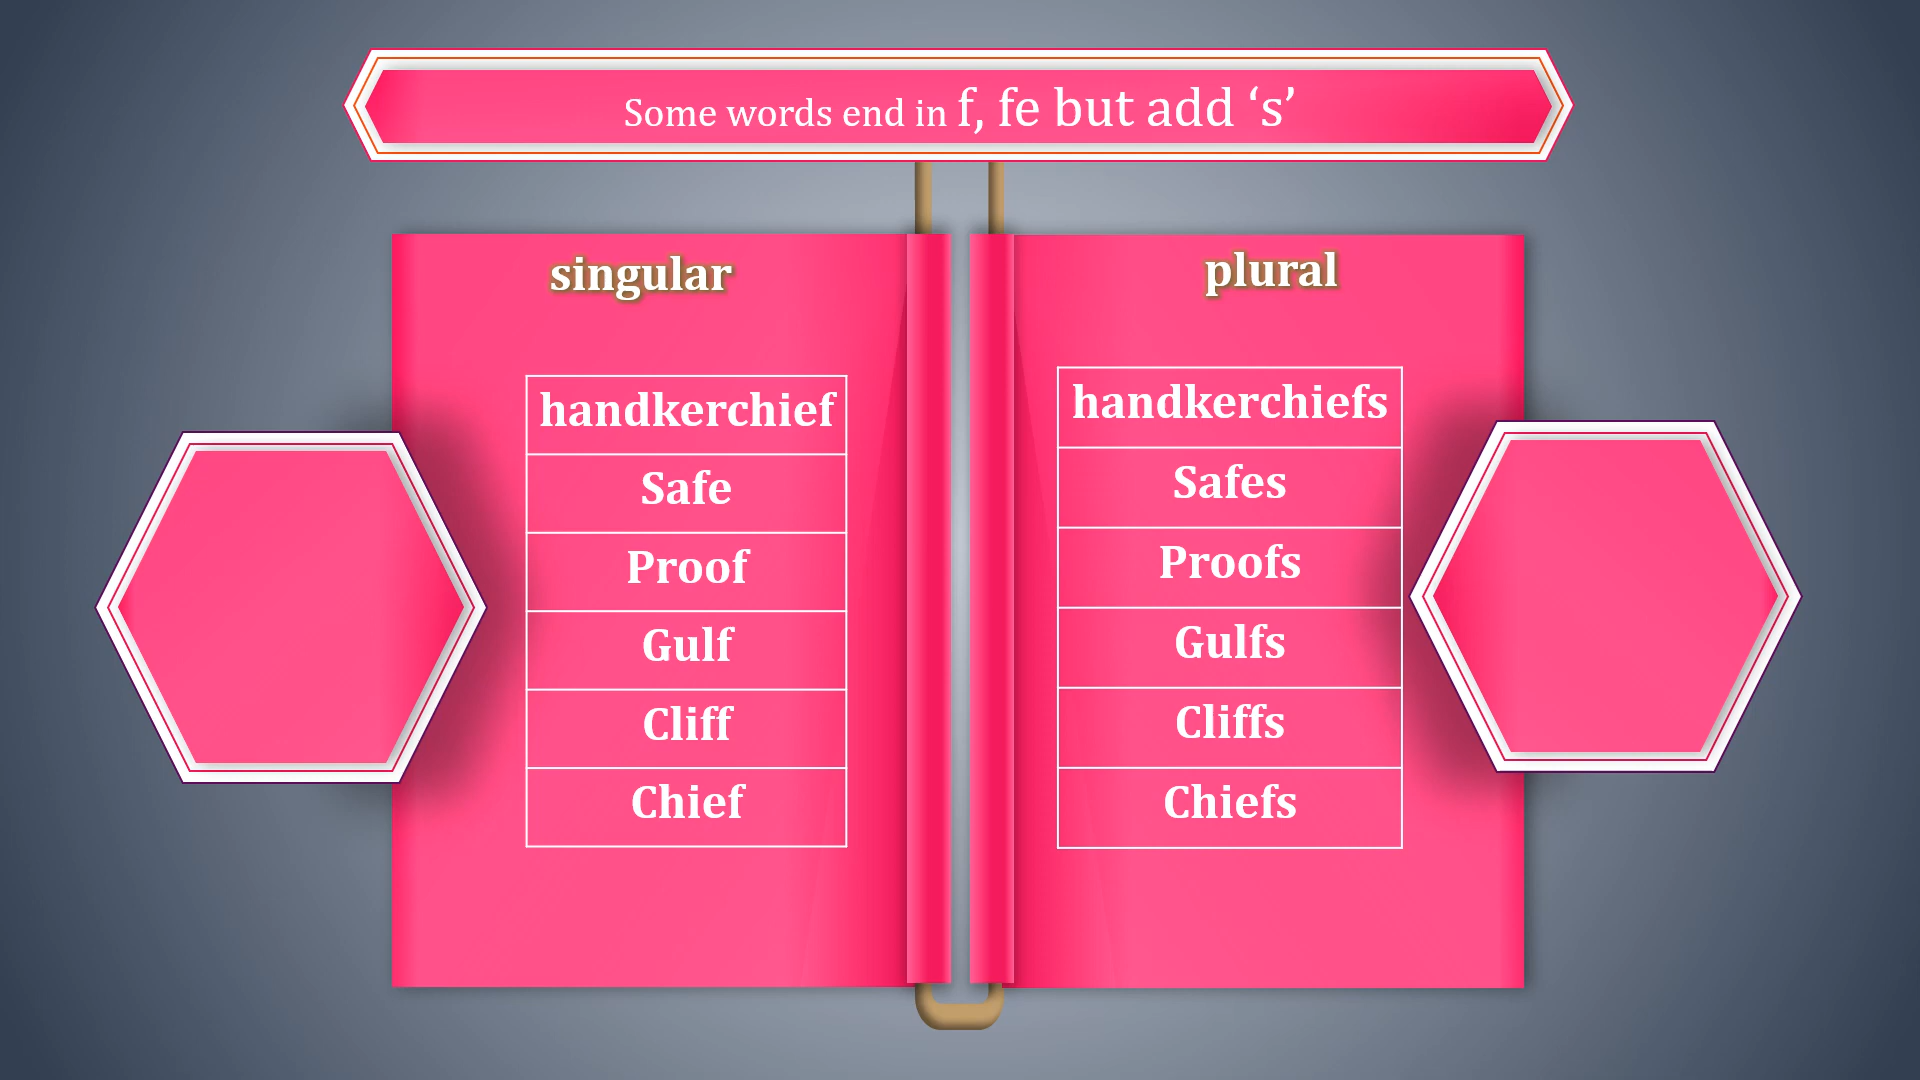 Some words end in f, fe but add ‘s’
singular
handkerchief
Safe
Proof
Gulf
Cliff
Chief
plural
handkerchiefs
Safes
Proofs
Gulfs
Cliffs
Chiefs